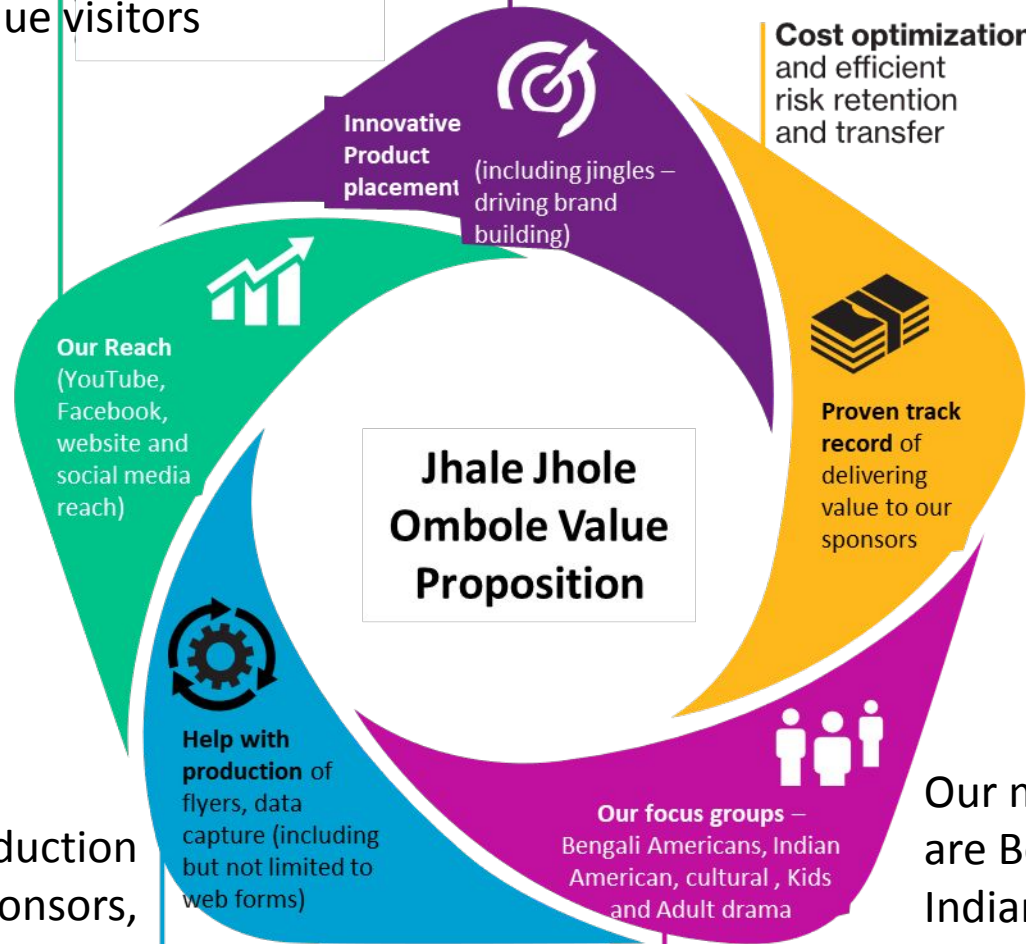 ue visitors
Cost optimization
and efficient
risk retention
and transfer
Innovative
Product
placement
(including jingles –
driving brand
building)
Our Reach
(YouTube,
Facebook,
website and
social media
reach)
Proven track
record of
delivering
value to our
sponsors
Jhale Jhole
Ombole Value
Proposition
Help with
production of
flyers, data
capture (including
but not limited to
web forms)
Our focus groups –
Bengali Americans, Indian
American, cultural , Kids
and Adult drama
duction
onsors,
Our
are
Indian